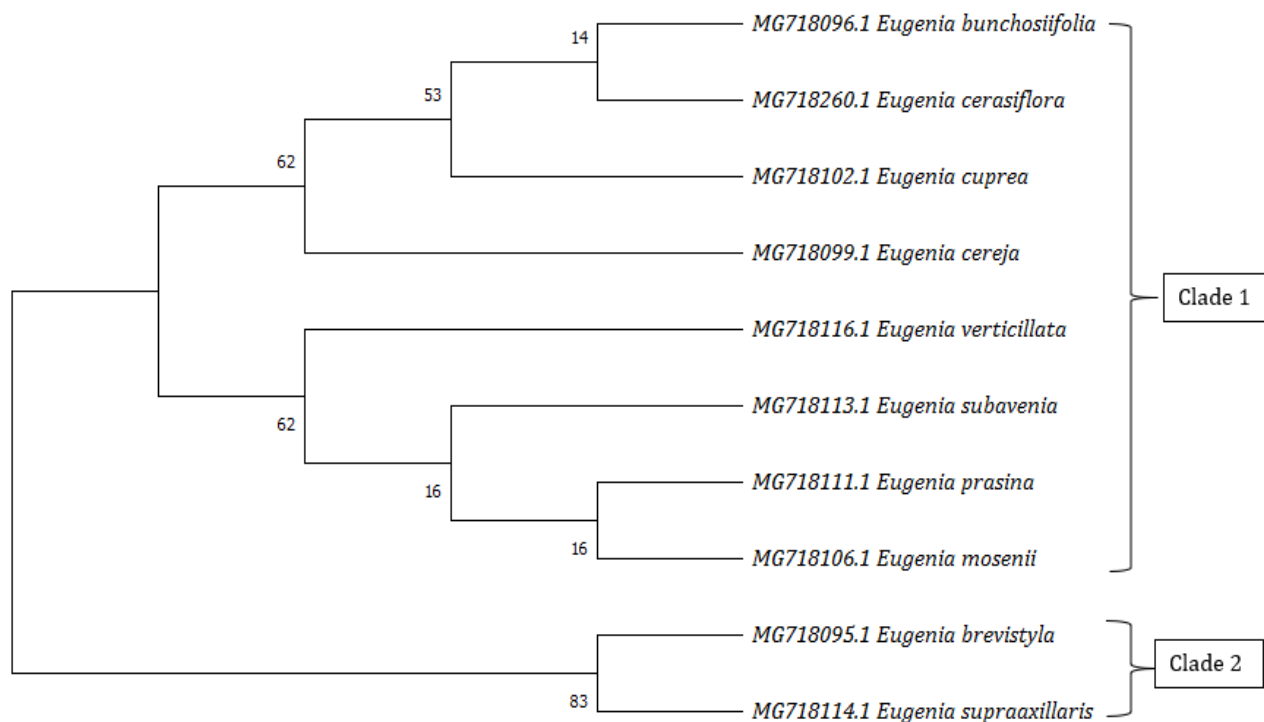 MG718096.1 Eugenia bunchosiifolia
14
MG718260.1 Eugenia cerasiflora
53
62
MG718102.1 Eugenia cuprea
MG718099.1 Eugenia cereja
Clade 1
MG718116.1 Eugenia verticillata
MG718113.1 Eugenia subavenia
62
MG718111.1 Eugenia prasina
16
16
MG718106.1 Eugenia mosenii
MG718095.1 Eugenia brevistyla
Clade 2
83
MG718114.1 Eugenia supraaxillaris